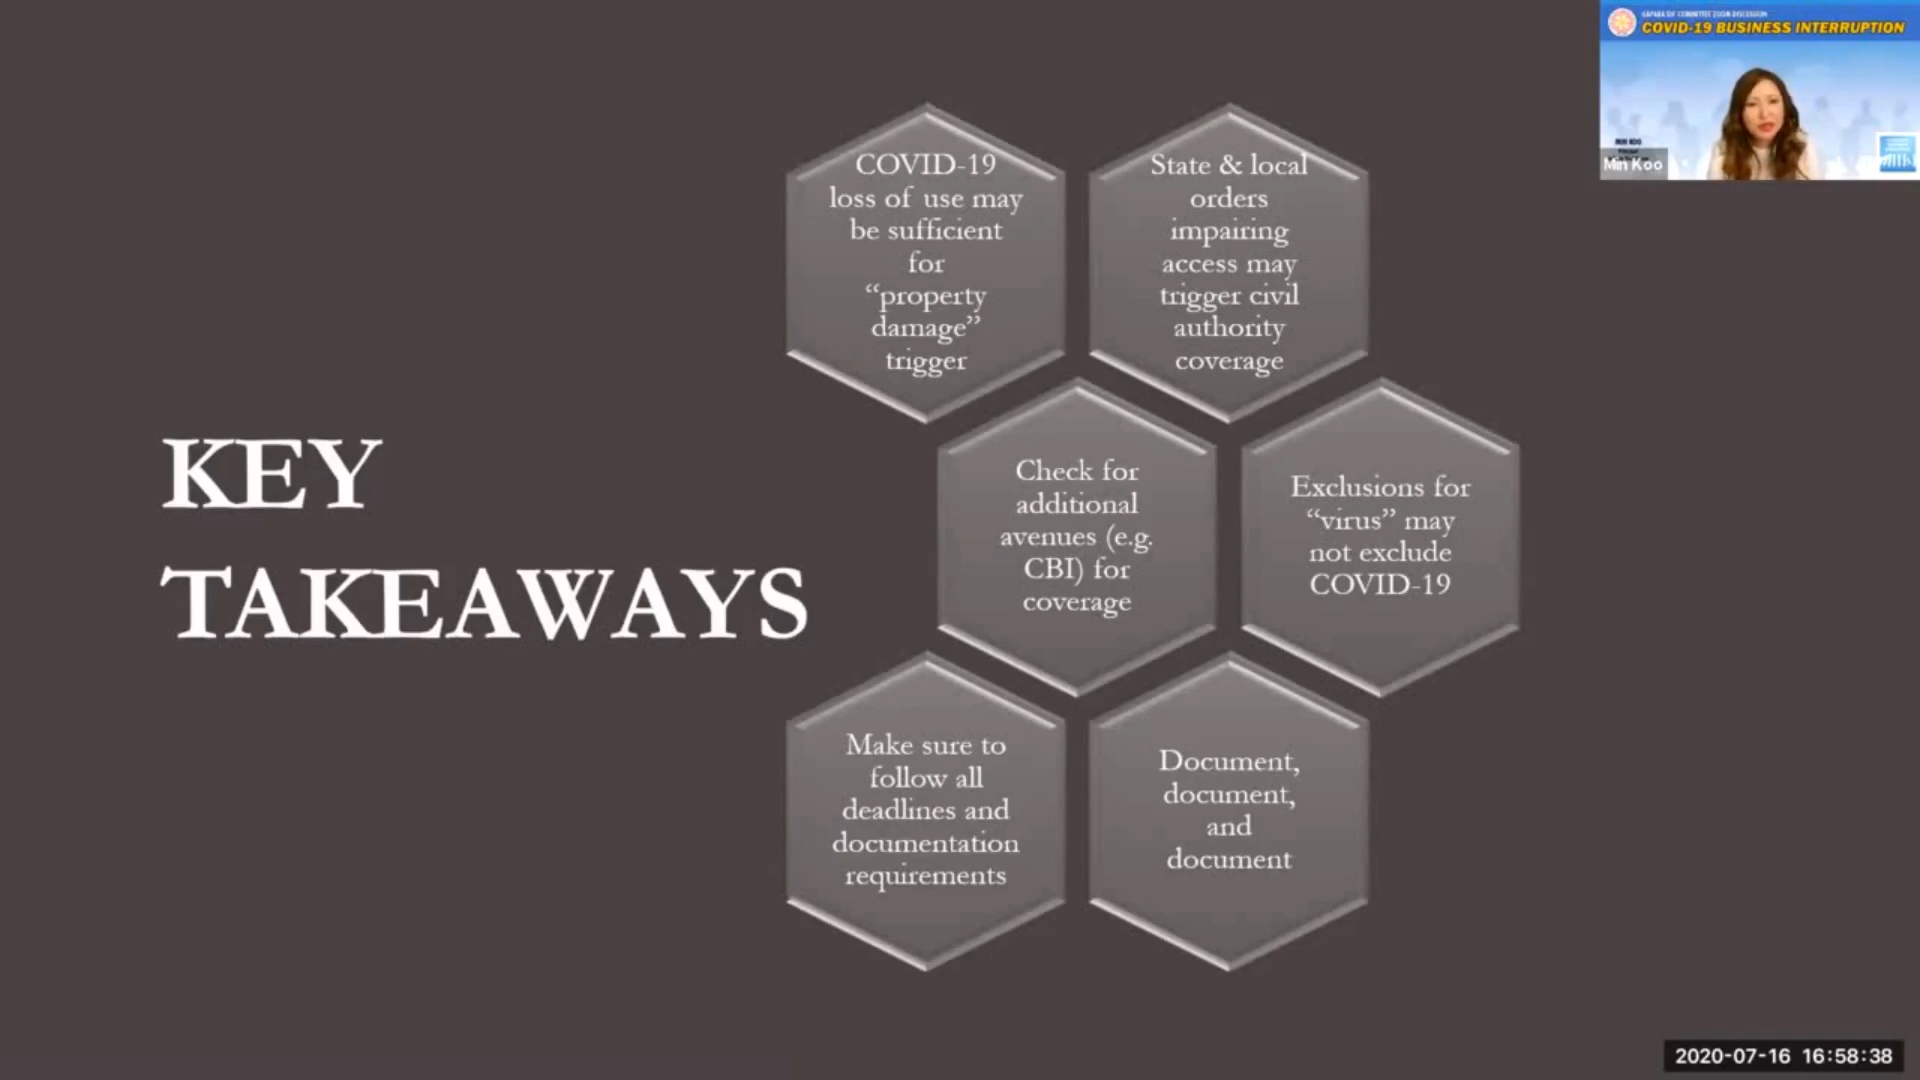 KEY
TAKEAWAYS
COVID-19
loss of use may
be sufficient
for
“property
damage”
trigger
State & local
orders
impairing
access may
trigger civil
authority
coverage
Check for
additional
avenues (e.g.
CBI) for
coverage
Exclusions for
“virus” may
not exclude
COVID-19
Make sure to
follow all
deadlines and
documentation
requirements
Document,
document,
and
document
COVID-19 BUSINESS INTERRUPTION
MIN KOO
Min Koo
2020-07-16 16:58:38